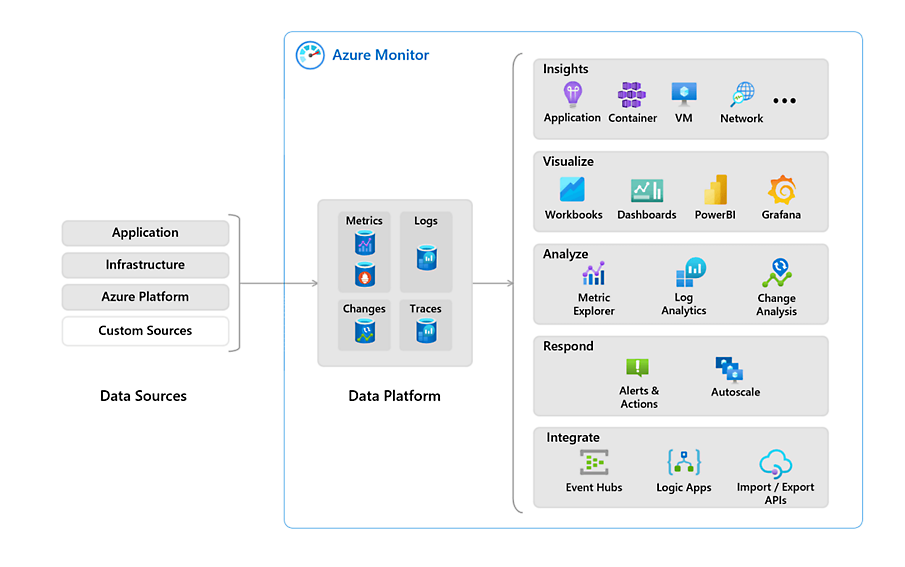 Azure Monitor
Application
Infrastructure
Azure Platform
Custom Sources
Data Sources
Metrics
Logs
Changes
Traces
Data Platform
Insights
Application
Container
VM
Network
Visualize
Workbooks
Dashboards
PowerBI
Grafana
Analyze
Metric
Explorer
Log
Analytics
Change
Analysis
Respond
Alerts &
Actions
Autoscale
Integrate
Event Hubs
Logic Apps
Import / Export
APIs